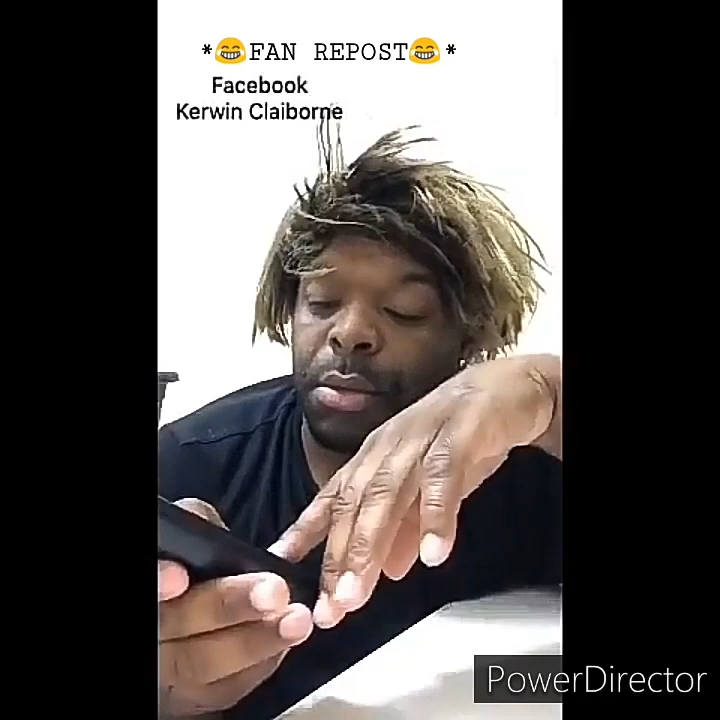 *😂FAN REPOST😂*
Facebook
Kerwin Claiborne
PowerDirector